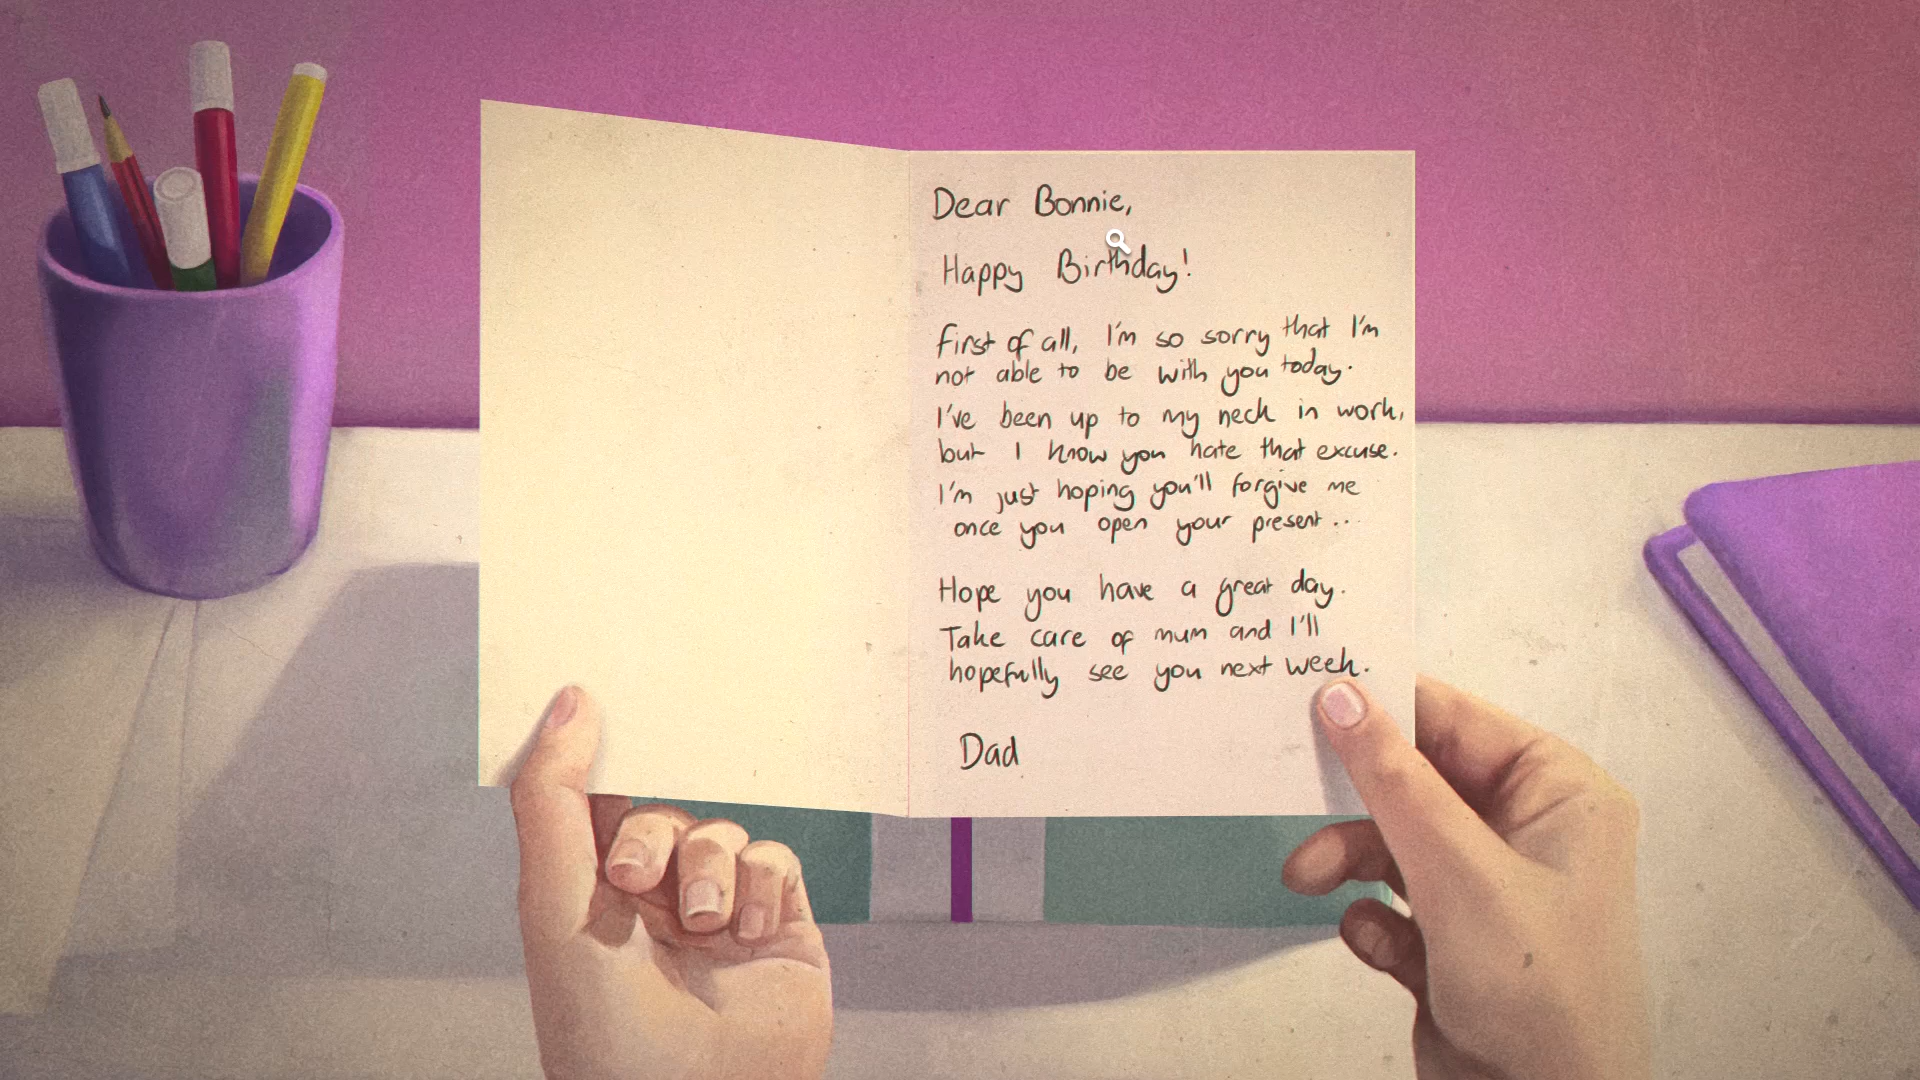 Dear Bonnie,
Happy Birthday!
First of all, I'm so sorry that I'm
not able to be with you today.
I've been up to my neck in work,
but I know you hate that excuse.
I'm just hoping you'll forgive me
once you open your present...
Hope you have a great day.
Take care of mum and I'll
hopefully see you next week.
Dad